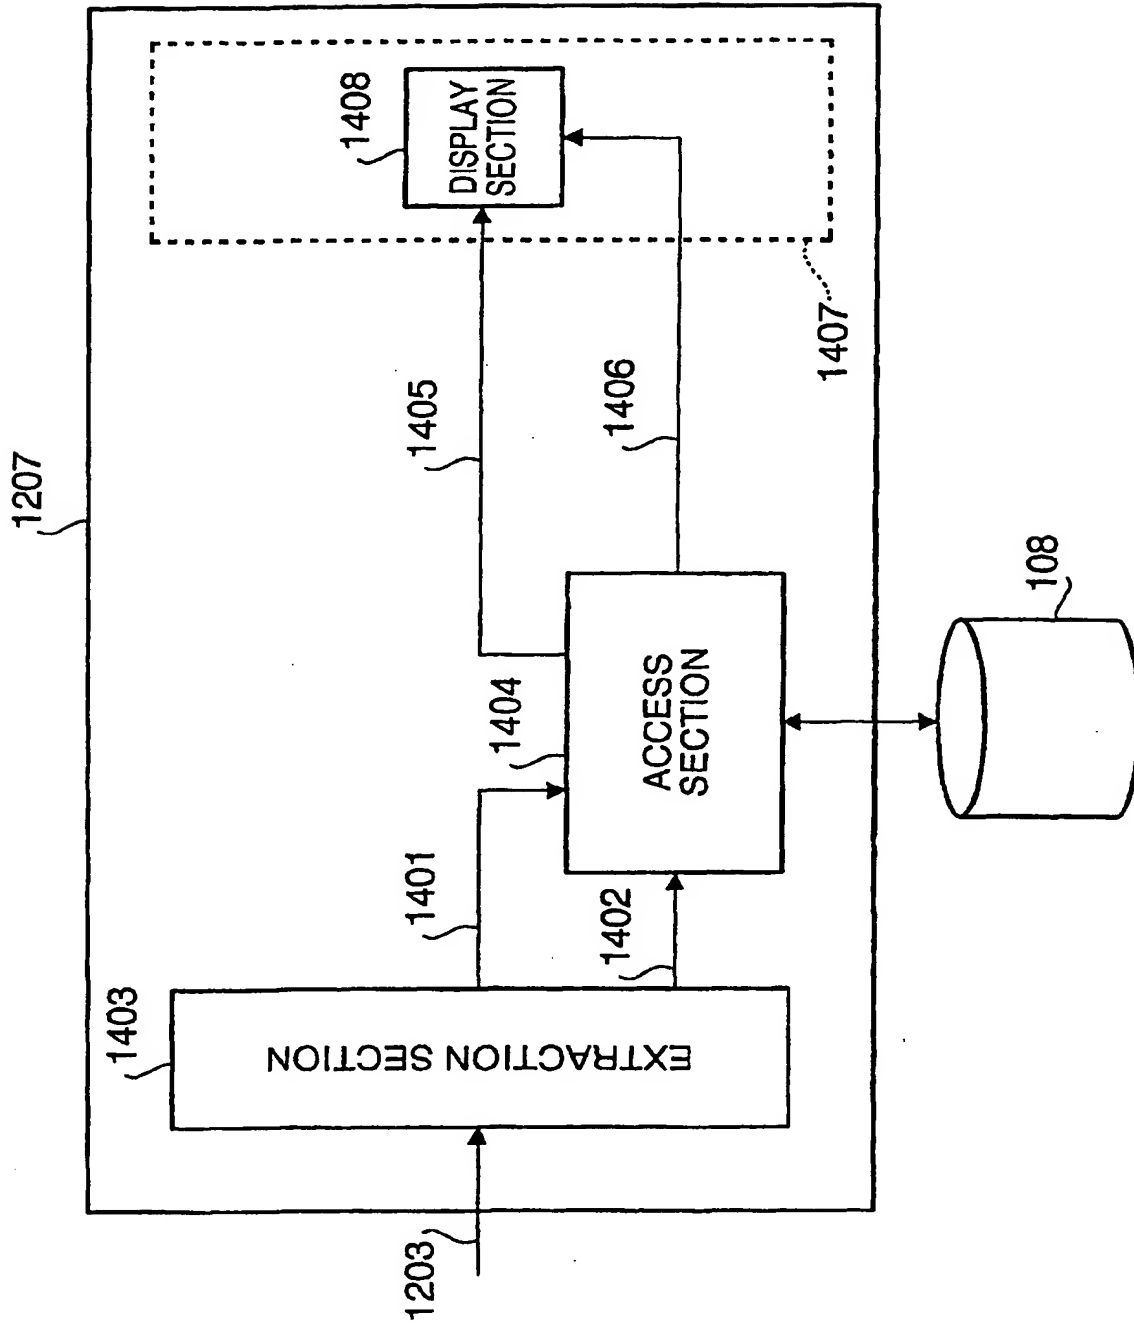 1207
1203
1403
EXTRACTION SECTION
1401
1402
1404
ACCESS
SECTION
1405
1406
1408
DISPLAY
SECTION
1407
108